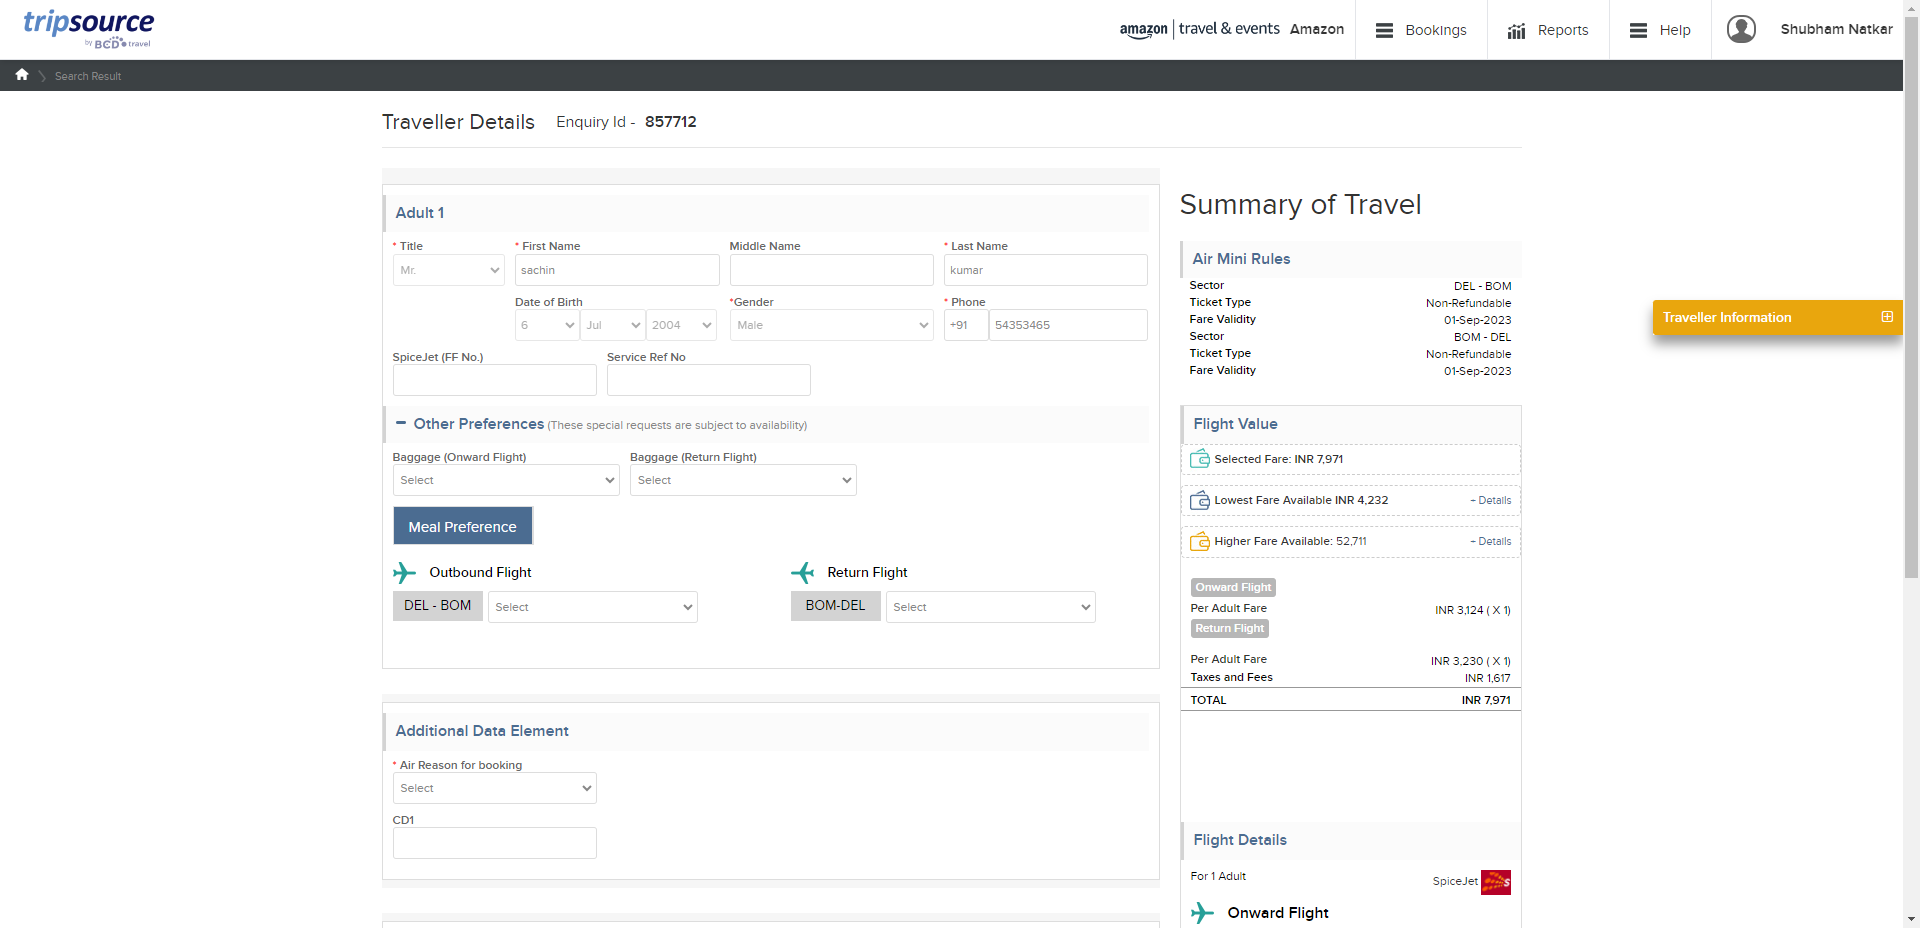 tripsource
by BCD travel
amazon | travel & events Amazon
Bookings
Reports
Help
Shubham Natkar
Search Result
Traveller Details Enquiry Id - 857712
Adult 1
* Title * First Name Middle Name * Last Name
Mr. sachin kumar
Date of Birth *Gender * Phone
6 Jul 2004 Male +91 54353465
SpiceJet (FF No.) Service Ref No
− Other Preferences (These special requests are subject to availability)
Baggage (Onward Flight) Baggage (Return Flight)
Select Select
Meal Preference
Outbound Flight Return Flight
DEL - BOM Select BOM-DEL Select
Additional Data Element
* Air Reason for booking
Select
CD1
Summary of Travel
Air Mini Rules
Sector DEL - BOM
Ticket Type Non-Refundable
Fare Validity 01-Sep-2023
Sector BOM - DEL
Ticket Type Non-Refundable
Fare Validity 01-Sep-2023
Flight Value
Selected Fare: INR 7,971
Lowest Fare Available INR 4,232 + Details
Higher Fare Available: 52,711 + Details
Onward Flight
Per Adult Fare INR 3,124 ( X 1)
Return Flight
Per Adult Fare INR 3,230 ( X 1)
Taxes and Fees INR 1,617
TOTAL INR 7,971
Flight Details
For 1 Adult SpiceJet
Onward Flight
Traveller Information